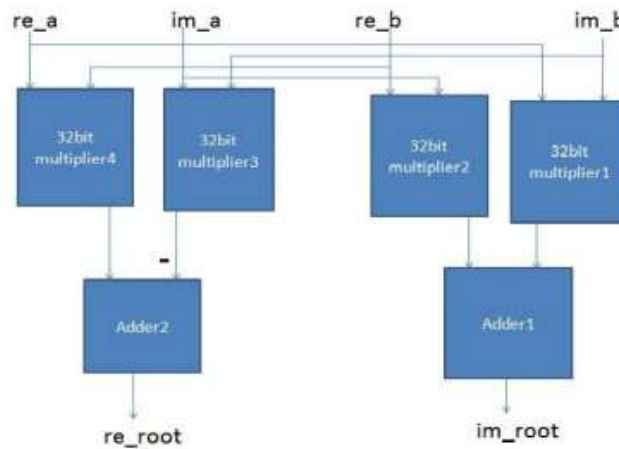 re_a im_a re_b im_b
32bit
multiplier4
32bit
multiplier3
32bit
multiplier2
32bit
multiplier1
-
Adder2
Adder1
re_root
im_root